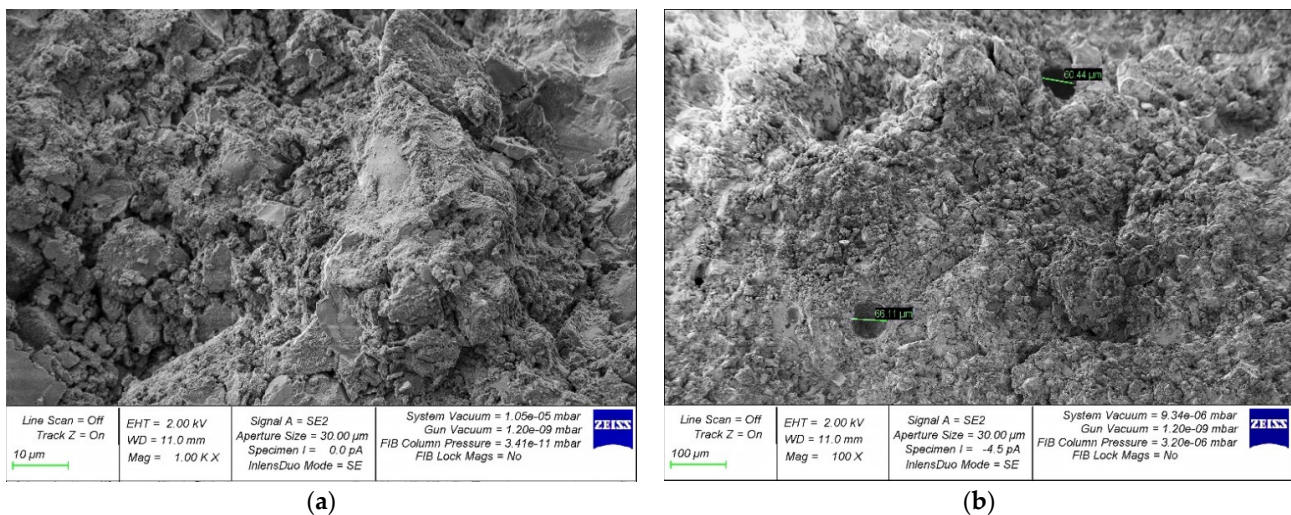 60.44 µm
66.11 µm
Line Scan = Off
Track Z = On
10 µm
EHT = 2.00 kV
WD = 11.0 mm
Mag = 1.00 K X
Signal A = SE2
Aperture Size = 30.00 µm
Specimen I = 0.0 pA
InlensDuo Mode = SE
System Vacuum = 1.05e-05 mbar
Gun Vacuum = 1.20e-09 mbar
FIB Column Pressure = 3.41e-11 mbar
FIB Lock Mags = No
ZEISS
Line Scan = Off
Track Z = On
100 µm
EHT = 2.00 kV
WD = 11.0 mm
Mag = 100 X
Signal A = SE2
Aperture Size = 30.00 µm
Specimen I = -4.5 pA
InlensDuo Mode = SE
System Vacuum = 9.34e-06 mbar
Gun Vacuum = 1.20e-09 mbar
FIB Column Pressure = 3.20e-06 mbar
FIB Lock Mags = No
ZEISS
(a)
(b)